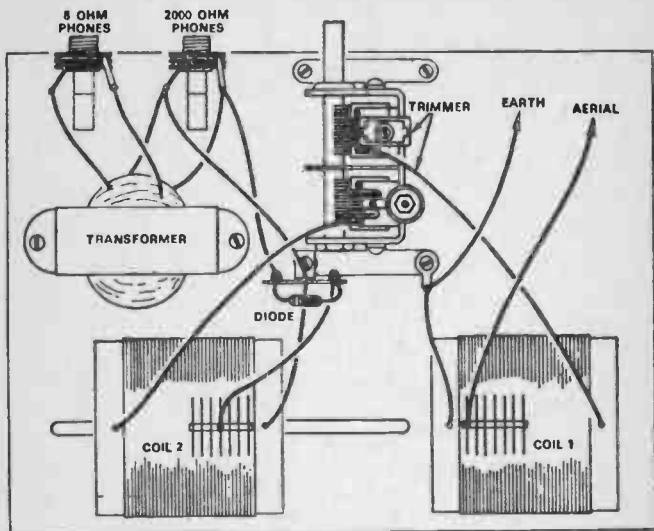 8 OHM
PHONES
2000 OHM
PHONES
TRIMMER
EARTH
AERIAL
TRANSFORMER
DIODE
COIL 2
COIL 1